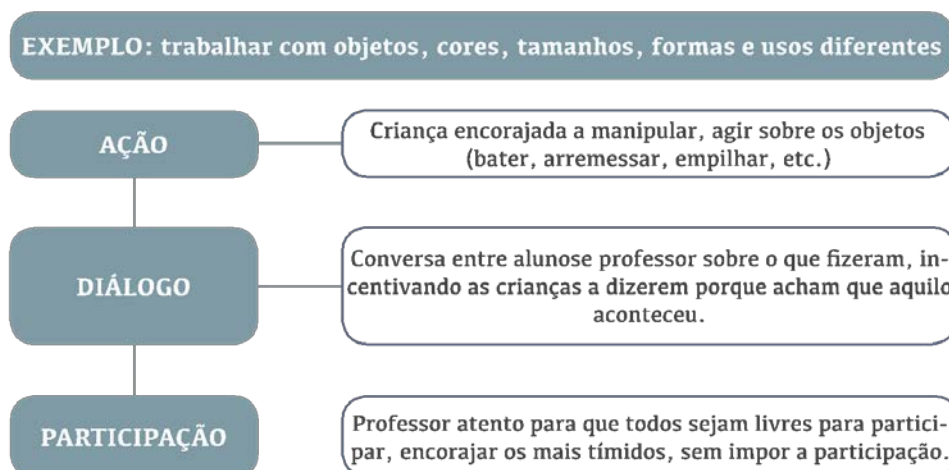 EXEMPLO: trabalhar com objetos, cores, tamanhos, formas e usos diferentes
AÇÃO
Criança encorajada a manipular, agir sobre os objetos
(bater, arremessar, empilhar, etc.)
DIÁLOGO
Conversa entre alunose professor sobre o que fizeram, in-
centivando as crianças a dizerem porque acham que aquilo
aconteceu.
PARTICIPAÇÃO
Professor atento para que todos sejam livres para partici-
par, encorajar os mais tímidos, sem impor a participação.